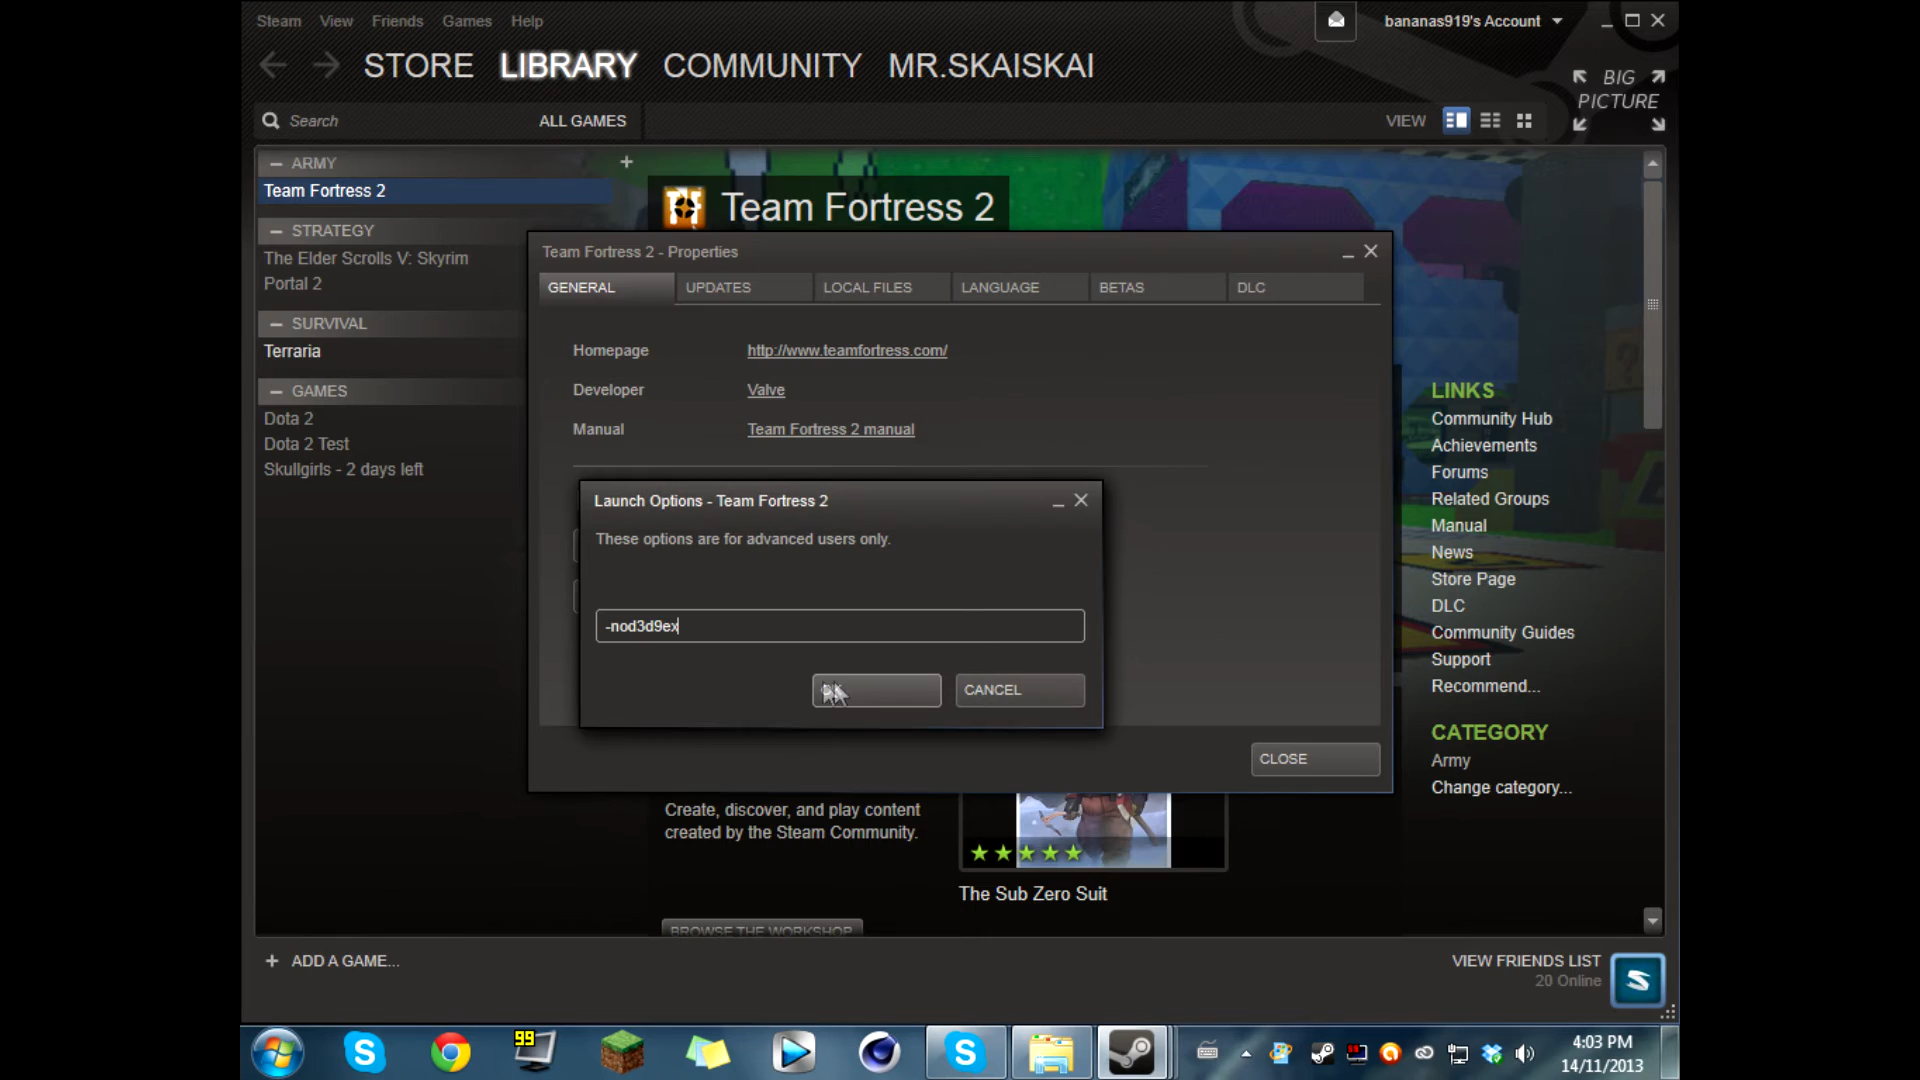 Steam View Friends Games Help
bananas919's Account
STORE LIBRARY COMMUNITY MR.SKAISKAI
BIG
PICTURE
Search
ALL GAMES
VIEW
ARMY
Team Fortress 2
STRATEGY
The Elder Scrolls V: Skyrim
Portal 2
SURVIVAL
Terraria
GAMES
Dota 2
Dota 2 Test
Skullgirls - 2 days left
Team Fortress 2
Team Fortress 2 - Properties
GENERAL UPDATES LOCAL FILES LANGUAGE BETAS DLC
Homepage http://www.teamfortress.com/
Developer Valve
Manual Team Fortress 2 manual
Launch Options - Team Fortress 2
These options are for advanced users only.
-nod3d9ex
CANCEL
CLOSE
Create, discover, and play content
created by the Steam Community.
The Sub Zero Suit
BROWSE THE WORKSHOP
LINKS
Community Hub
Achievements
Forums
Related Groups
Manual
News
Store Page
DLC
Community Guides
Support
Recommend...
CATEGORY
Army
Change category...
+ ADD A GAME...
VIEW FRIENDS LIST
20 Online
99
4:03 PM
14/11/2013